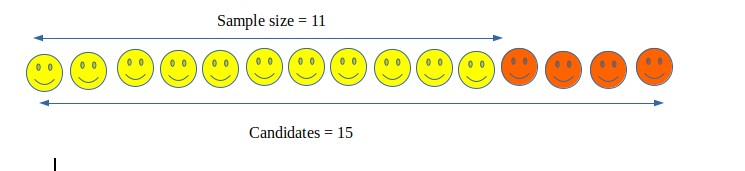 Sample size = 11
Candidates = 15